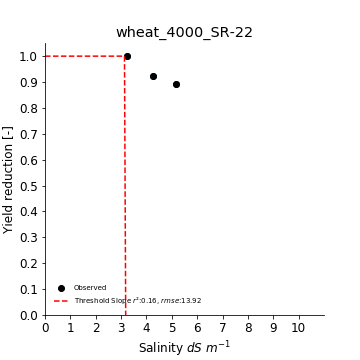 wheat_4000_SR-22
Yield reduction [-]
1.0
0.9
0.8
0.7
0.6
0.5
0.4
0.3
0.2
0.1
0.0
Observed
Threshold Slope r²:0.16, rmse:13.92
0 1 2 3 4 5 6 7 8 9 10
Salinity dS m⁻¹